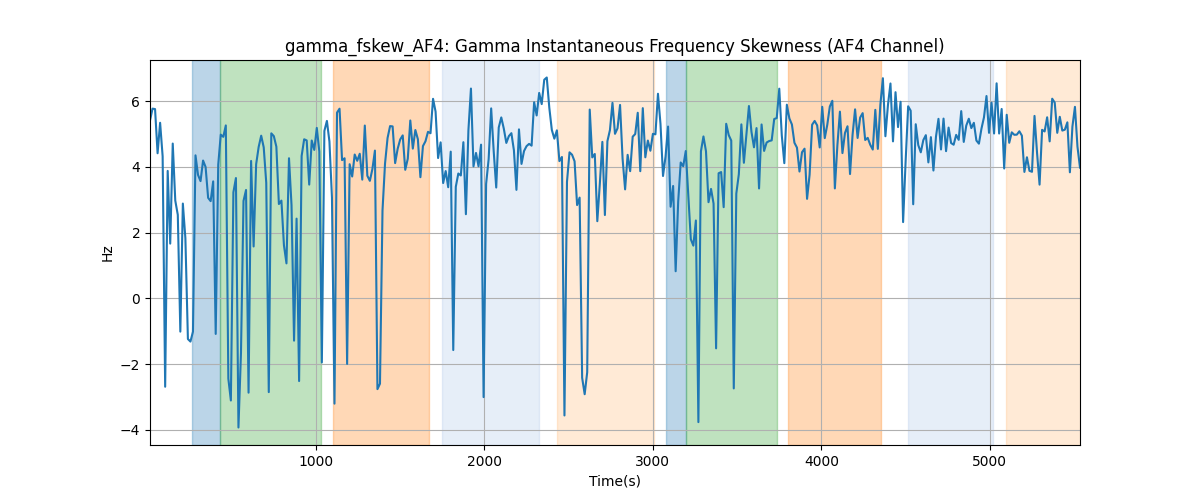 gamma_fskew_AF4: Gamma Instantaneous Frequency Skewness (AF4 Channel)
6
4
2
0
−2
−4
Hz
1000 2000 3000 4000 5000
Time(s)